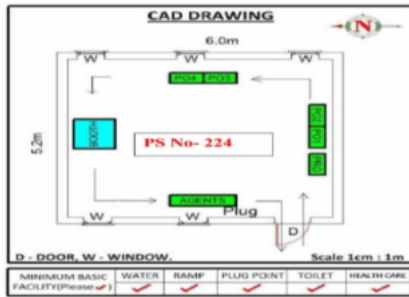 CAD DRAWING
N
6.0m
W W W
PO4 PO3
5.2m
BOOTH
PS No- 224
PO2
PO1
PRO
AGENTS
Plug
W W
D
D - DOOR, W - WINDOW.
Scale 1cm : 1m
MINIMUM BASIC FACILITY(Please✓)
WATER
RAMP
PLUG POINT
TOILET
HEALTH CARE